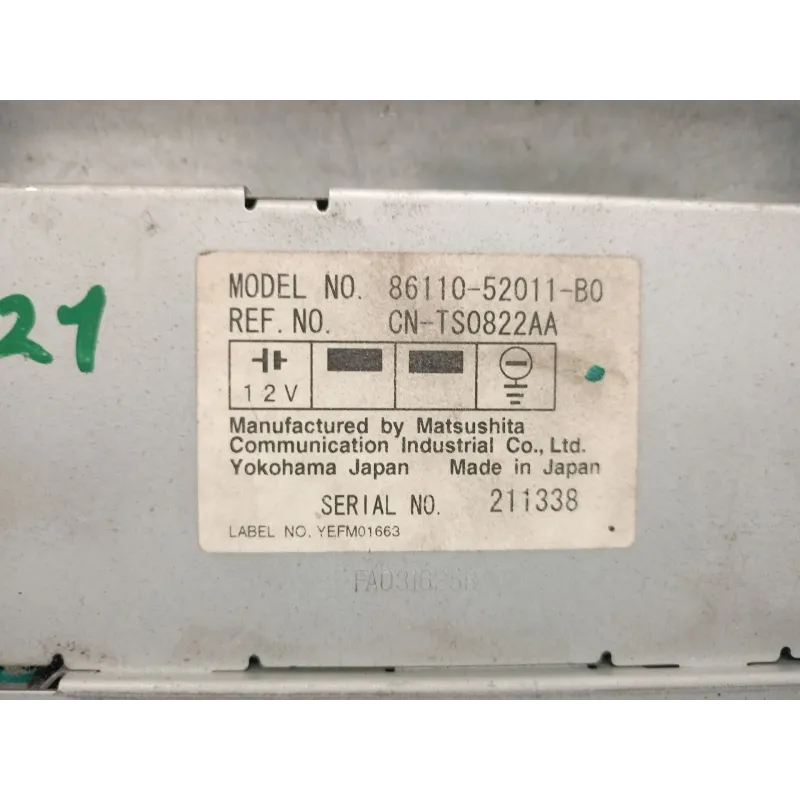 21
MODEL NO. 86110-52011-B0
REF. NO. CN-TS0822AA
12V
Manufactured by Matsushita
Communication Industrial Co., Ltd.
Yokohama Japan Made in Japan
SERIAL NO. 211338
LABEL NO. YEFM01663